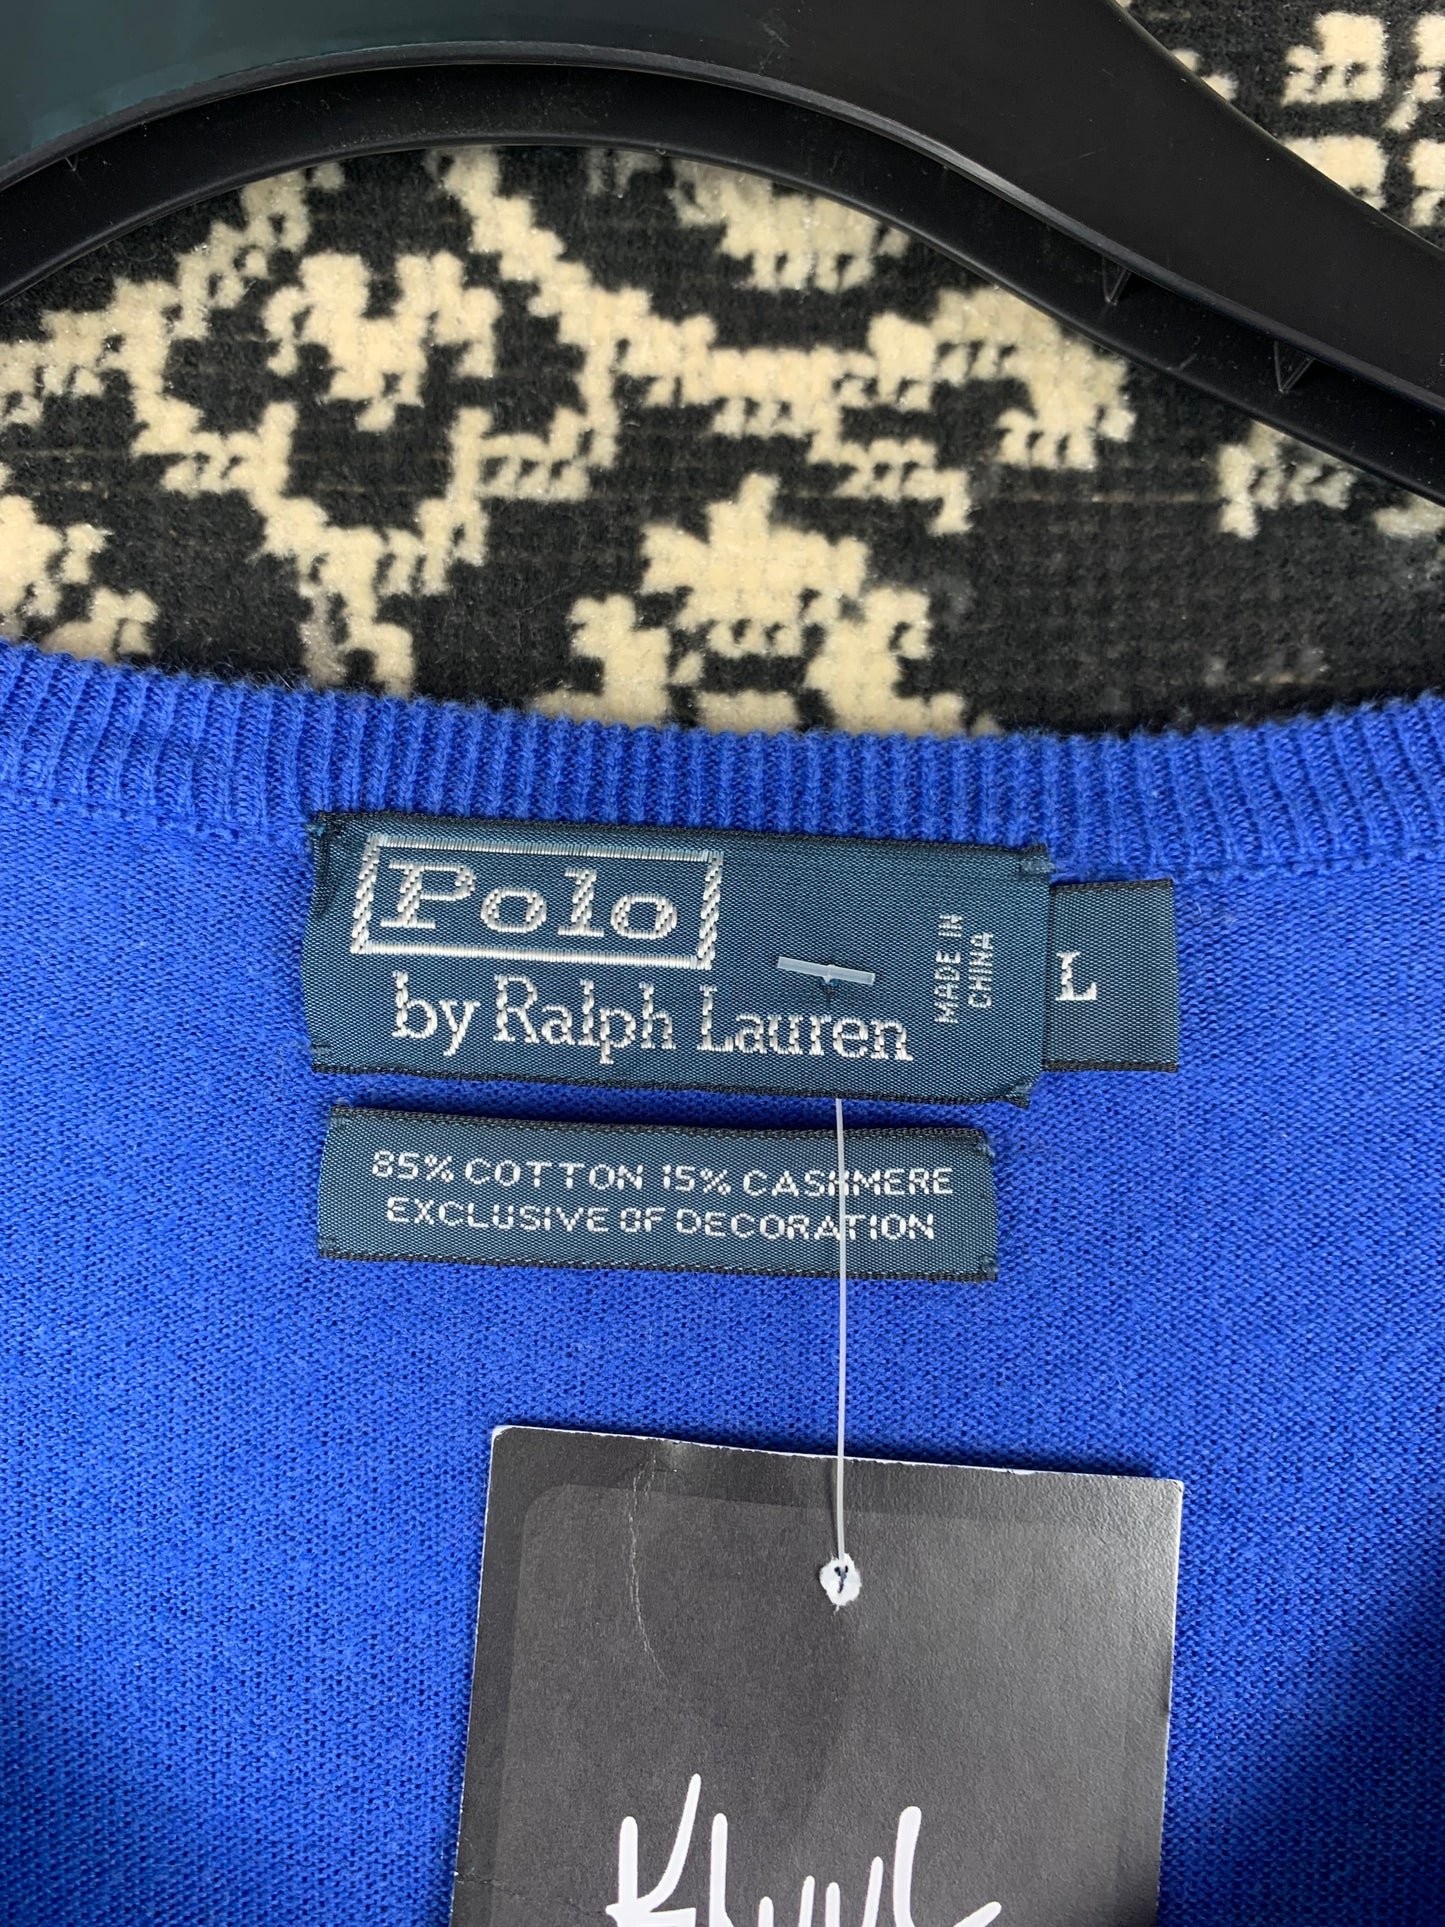 Polo
by Ralph Lauren
MADE IN
CHINA
L
85% COTTON 15% CASHMERE
EXCLUSIVE OF DECORATION